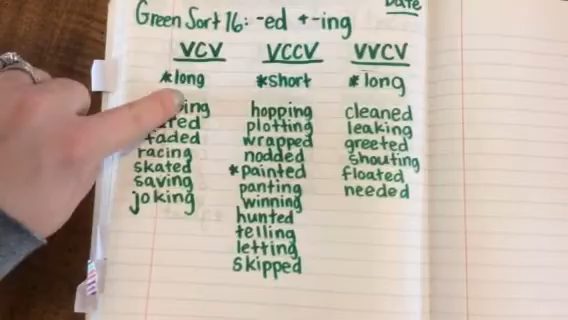 Date
Green Sort 16: -ed + -ing
VCV
*long
faded
racing
skated
saving
joking
VCCV
*short
hopping
plotting
wrapped
nodded
*painted
panting
winning
hunted
telling
letting
skipped
VVCV
*long
cleaned
leaking
greeted
shouting
floated
needed